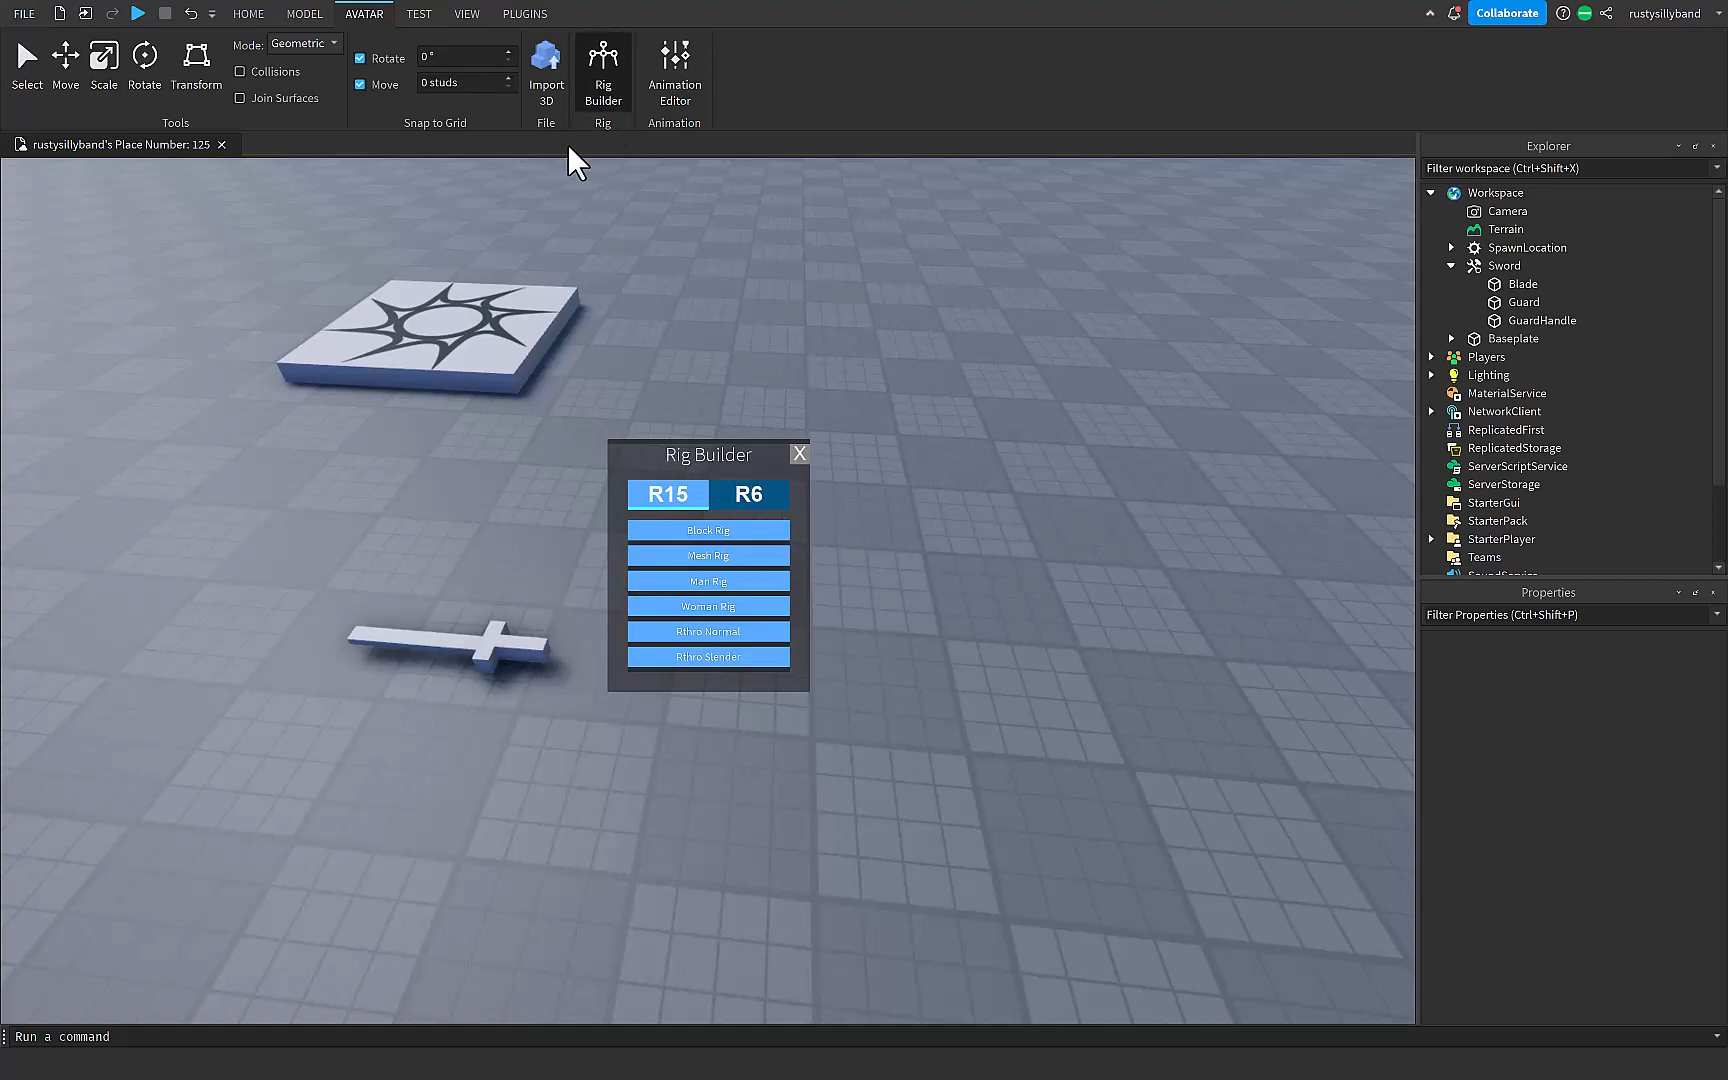 FILE HOME MODEL AVATAR TEST VIEW PLUGINS Collaborate rustysillyband
Select Move Scale Rotate Transform
Mode: Geometric
Collisions
Join Surfaces
Tools
Rotate 0°
Move 0 studs
Snap to Grid
Import
3D
File
Rig
Builder
Rig
Animation
Editor
Animation
rustysillyband's Place Number: 125
Rig Builder X
R15 R6
Block Rig
Mesh Rig
Man Rig
Woman Rig
Rthro Normal
Rthro Slender
Explorer
Filter workspace (Ctrl+Shift+X)
Workspace
Camera
Terrain
SpawnLocation
Sword
Blade
Guard
GuardHandle
Baseplate
Players
Lighting
MaterialService
NetworkClient
ReplicatedFirst
ReplicatedStorage
ServerScriptService
ServerStorage
StarterGui
StarterPack
StarterPlayer
Teams
Properties
Filter Properties (Ctrl+Shift+P)
Run a command